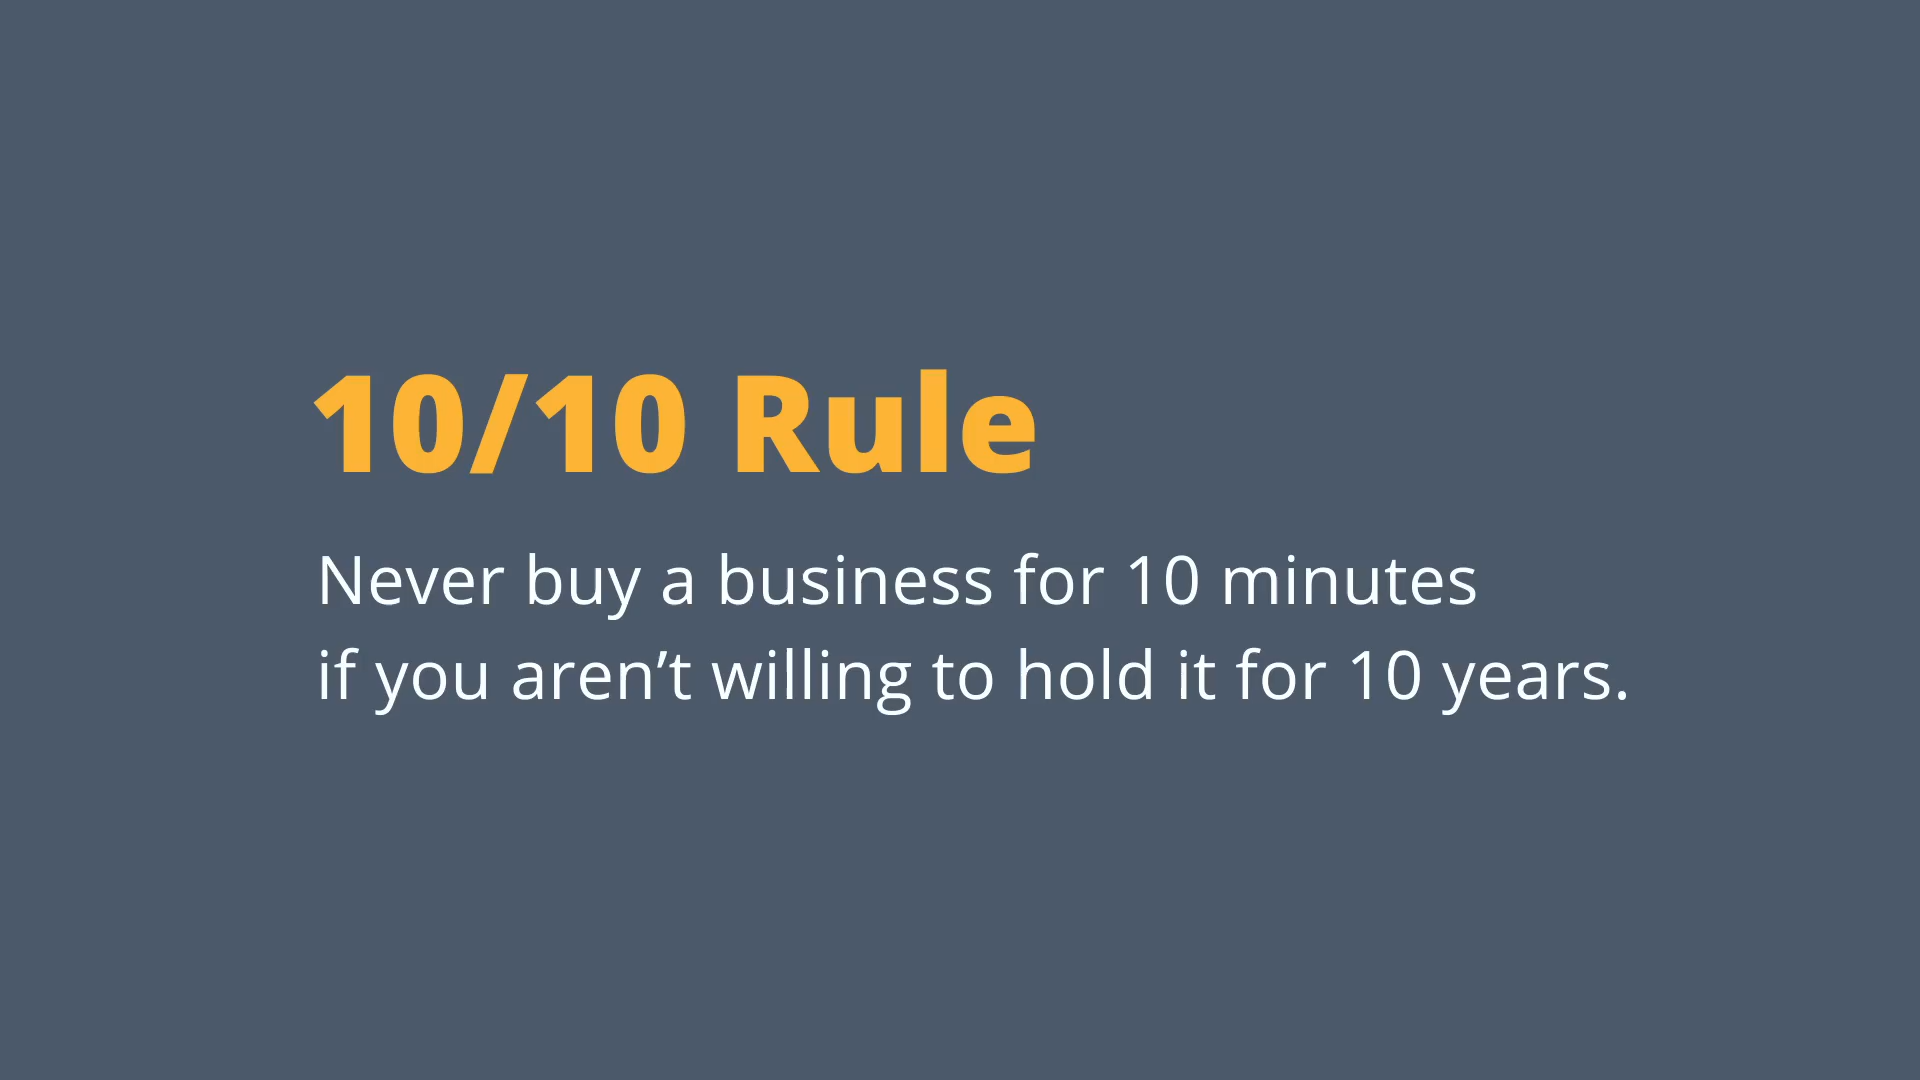 10/10 Rule
Never buy a business for 10 minutes
if you aren’t willing to hold it for 10 years.